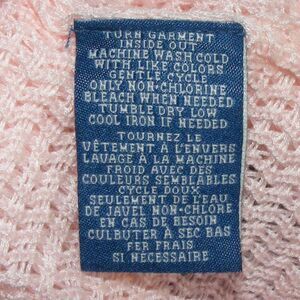 TURN GARMENT
INSIDE OUT
MACHINE WASH COLD
WITH LIKE COLORS
GENTLE CYCLE
ONLY NON-CHLORINE
BLEACH WHEN NEEDED
TUMBLE DRY LOW
COOL IRON IF NEEDED
TOURNEZ LE
VÊTEMENT À L'ENVERS
LAVAGE À LA MACHINE
FROID AVEC DES
COULEURS SEMBLABLES
CYCLE DOUX
SEULEMENT DE L'EAU
DE JAVEL NON-CHLORE
EN CAS DE BESOIN
CULBUTER À SEC BAS
FER FRAIS
SI NÉCESSAIRE